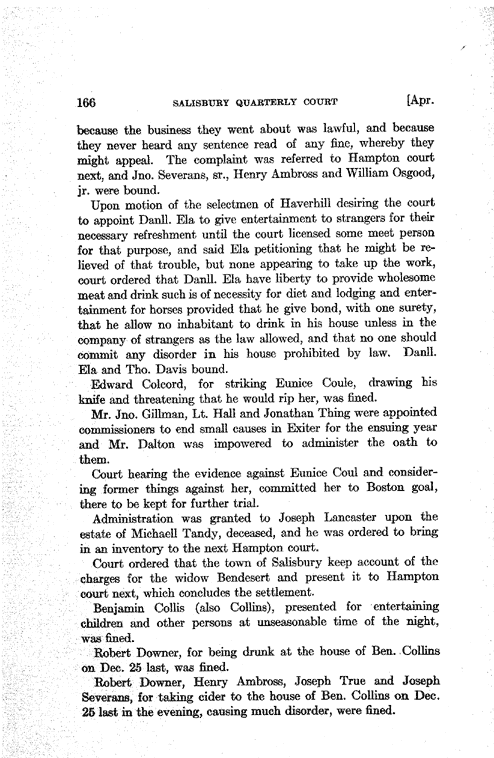 166 SALISBURY QUARTERLY COURT [Apr.
because the business they went about was lawful, and because
they never heard any sentence read of any fine, whereby they
might appeal. The complaint was referred to Hampton court
next, and Jno. Severans, sr., Henry Ambross and William Osgood,
jr. were bound.
Upon motion of the selectmen of Haverhill desiring the court
to appoint Danll. Ela to give entertainment to strangers for their
necessary refreshment until the court licensed some meet person
for that purpose, and said Ela petitioning that he might be re-
lieved of that trouble, but none appearing to take up the work,
court ordered that Danll. Ela have liberty to provide wholesome
meat and drink such is of necessity for diet and lodging and enter-
tainment for horses provided that he give bond, with one surety,
that he allow no inhabitant to drink in his house unless in the
company of strangers as the law allowed, and that no one should
commit any disorder in his house prohibited by law. Danll.
Ela and Tho. Davis bound.
Edward Colcord, for striking Eunice Coule, drawing his
knife and threatening that he would rip her, was fined.
Mr. Jno. Gillman, Lt. Hall and Jonathan Thing were appointed
commissioners to end small causes in Exiter for the ensuing year
and Mr. Dalton was impowered to administer the oath to
them.
Court hearing the evidence against Eunice Coul and consider-
ing former things against her, committed her to Boston goal,
there to be kept for further trial.
Administration was granted to Joseph Lancaster upon the
estate of Michaell Tandy, deceased, and he was ordered to bring
in an inventory to the next Hampton court.
Court ordered that the town of Salisbury keep account of the
charges for the widow Bendesert and present it to Hampton
court next, which concludes the settlement.
Benjamin Collis (also Collins), presented for entertaining
children and other persons at unseasonable time of the night,
was fined.
Robert Downer, for being drunk at the house of Ben. Collins
on Dec. 25 last, was fined.
Robert Downer, Henry Ambross, Joseph True and Joseph
Severans, for taking cider to the house of Ben. Collins on Dec.
25 last in the evening, causing much disorder, were fined.